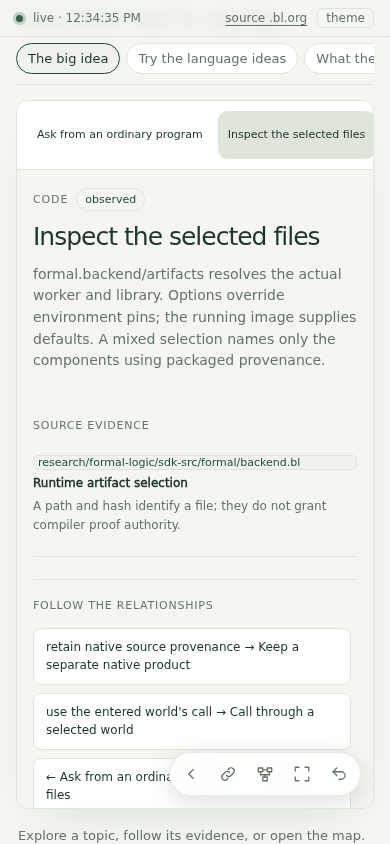 live · 12:34:35 PM
source .bl.org
theme
The big idea
Try the language ideas
What the
Ask from an ordinary program
Inspect the selected files
CODE
observed
Inspect the selected files
formal.backend/artifacts resolves the actual
worker and library. Options override
environment pins; the running image supplies
defaults. A mixed selection names only the
components using packaged provenance.
SOURCE EVIDENCE
research/formal-logic/sdk-src/formal/backend.bl
Runtime artifact selection
A path and hash identify a file; they do not grant
compiler proof authority.
FOLLOW THE RELATIONSHIPS
retain native source provenance → Keep a
separate native product
use the entered world's call → Call through a
selected world
← Ask from an ordina
files
Explore a topic, follow its evidence, or open the map.